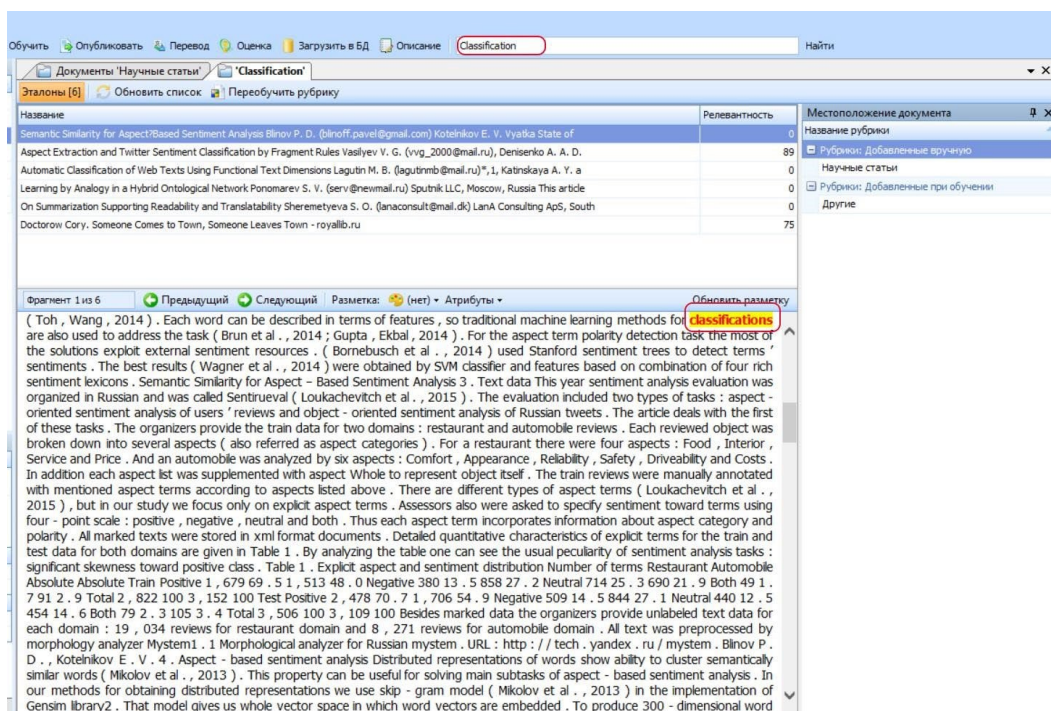 Обучить Опубликовать Перевод Оценка Загрузить в БД Описание Classification Найти
Документы 'Научные статьи' 'Classification'
Эталоны [6] Обновить список Переобучить рубрику
Название Релевантность
Semantic Similarity for Aspect?Based Sentiment Analysis Blinov P. D. (blinoff.pavel@gmail.com) Kotelnikov E. V. Vyatka State of 0
Aspect Extraction and Twitter Sentiment Classification by Fragment Rules Vasilyev V. G. (vvg_2000@mail.ru), Denisenko A. A. D. 89
Automatic Classification of Web Texts Using Functional Text Dimensions Lagutin M. B. (lagutinmb@mail.ru)*,1, Katinskaya A. Y. a 0
Learning by Analogy in a Hybrid Ontological Network Ponomarev S. V. (serv@newmail.ru) Sputnik LLC, Moscow, Russia This article 0
On Summarization Supporting Readability and Translatability Sheremetyeva S. O. (lanaconsult@mail.dk) LanA Consulting ApS, South 0
Doctorow Cory. Someone Comes to Town, Someone Leaves Town - royallib.ru 75
Местоположение документа
Название рубрики
Рубрики: Добавленные вручную
Научные статьи
Рубрики: Добавленные при обучении
Другие
Фрагмент 1 из 6 Предыдущий Следующий Разметка: (нет) Атрибуты Обновить разметку
( Toh , Wang , 2014 ) . Each word can be described in terms of features , so traditional machine learning methods for classifications
are also used to address the task ( Brun et al . , 2014 ; Gupta , Ekbal , 2014 ) . For the aspect term polarity detection task the most of
the solutions exploit external sentiment resources . ( Bornebusch et al . , 2014 ) used Stanford sentiment trees to detect terms ’
sentiments . The best results ( Wagner et al . , 2014 ) were obtained by SVM classifier and features based on combination of four rich
sentiment lexicons . Semantic Similarity for Aspect – Based Sentiment Analysis 3 . Text data This year sentiment analysis evaluation was
organized in Russian and was called Sentirueval ( Loukachevitch et al . , 2015 ) . The evaluation included two types of tasks : aspect -
oriented sentiment analysis of users ’ reviews and object - oriented sentiment analysis of Russian tweets . The article deals with the first
of these tasks . The organizers provide the train data for two domains : restaurant and automobile reviews . Each reviewed object was
broken down into several aspects ( also referred as aspect categories ) . For a restaurant there were four aspects : Food , Interior ,
Service and Price . And an automobile was analyzed by six aspects : Comfort , Appearance , Reliability , Safety , Driveability and Costs .
In addition each aspect list was supplemented with aspect Whole to represent object itself . The train reviews were manually annotated
with mentioned aspect terms according to aspects listed above . There are different types of aspect terms ( Loukachevitch et al . ,
2015 ) , but in our study we focus only on explicit aspect terms . Assessors also were asked to specify sentiment toward terms using
four - point scale : positive , negative , neutral and both . Thus each aspect term incorporates information about aspect category and
polarity . All marked texts were stored in xml format documents . Detailed quantitative characteristics of explicit terms for the train and
test data for both domains are given in Table 1 . By analyzing the table one can see the usual peculiarity of sentiment analysis tasks :
significant skewness toward positive class . Table 1 . Explicit aspect and sentiment distribution Number of terms Restaurant Automobile
Absolute Absolute Train Positive 1 , 679 69 . 5 1 , 513 48 . 0 Negative 380 13 . 5 858 27 . 2 Neutral 714 25 . 3 690 21 . 9 Both 49 1 .
7 91 2 . 9 Total 2 , 822 100 3 , 152 100 Test Positive 2 , 478 70 . 7 1 , 706 54 . 9 Negative 509 14 . 5 844 27 . 1 Neutral 440 12 . 5
454 14 . 6 Both 79 2 . 3 105 3 . 4 Total 3 , 506 100 3 , 109 100 Besides marked data the organizers provide unlabeled text data for
each domain : 19 , 034 reviews for restaurant domain and 8 , 271 reviews for automobile domain . All text was preprocessed by
morphology analyzer Mystem1 . 1 Morphological analyzer for Russian mystem . URL : http : / / tech . yandex . ru / mystem . Blinov P .
D . , Kotelnikov E . V . 4 . Aspect - based sentiment analysis Distributed representations of words show ability to cluster semantically
similar words ( Mikolov et al . , 2013 ) . This property can be useful for solving main subtasks of aspect - based sentiment analysis . In
our methods for obtaining distributed representations we use skip - gram model ( Mikolov et al . , 2013 ) in the implementation of
Gensim library2 . That model gives us whole vector space in which word vectors are embedded . To produce 300 - dimensional word